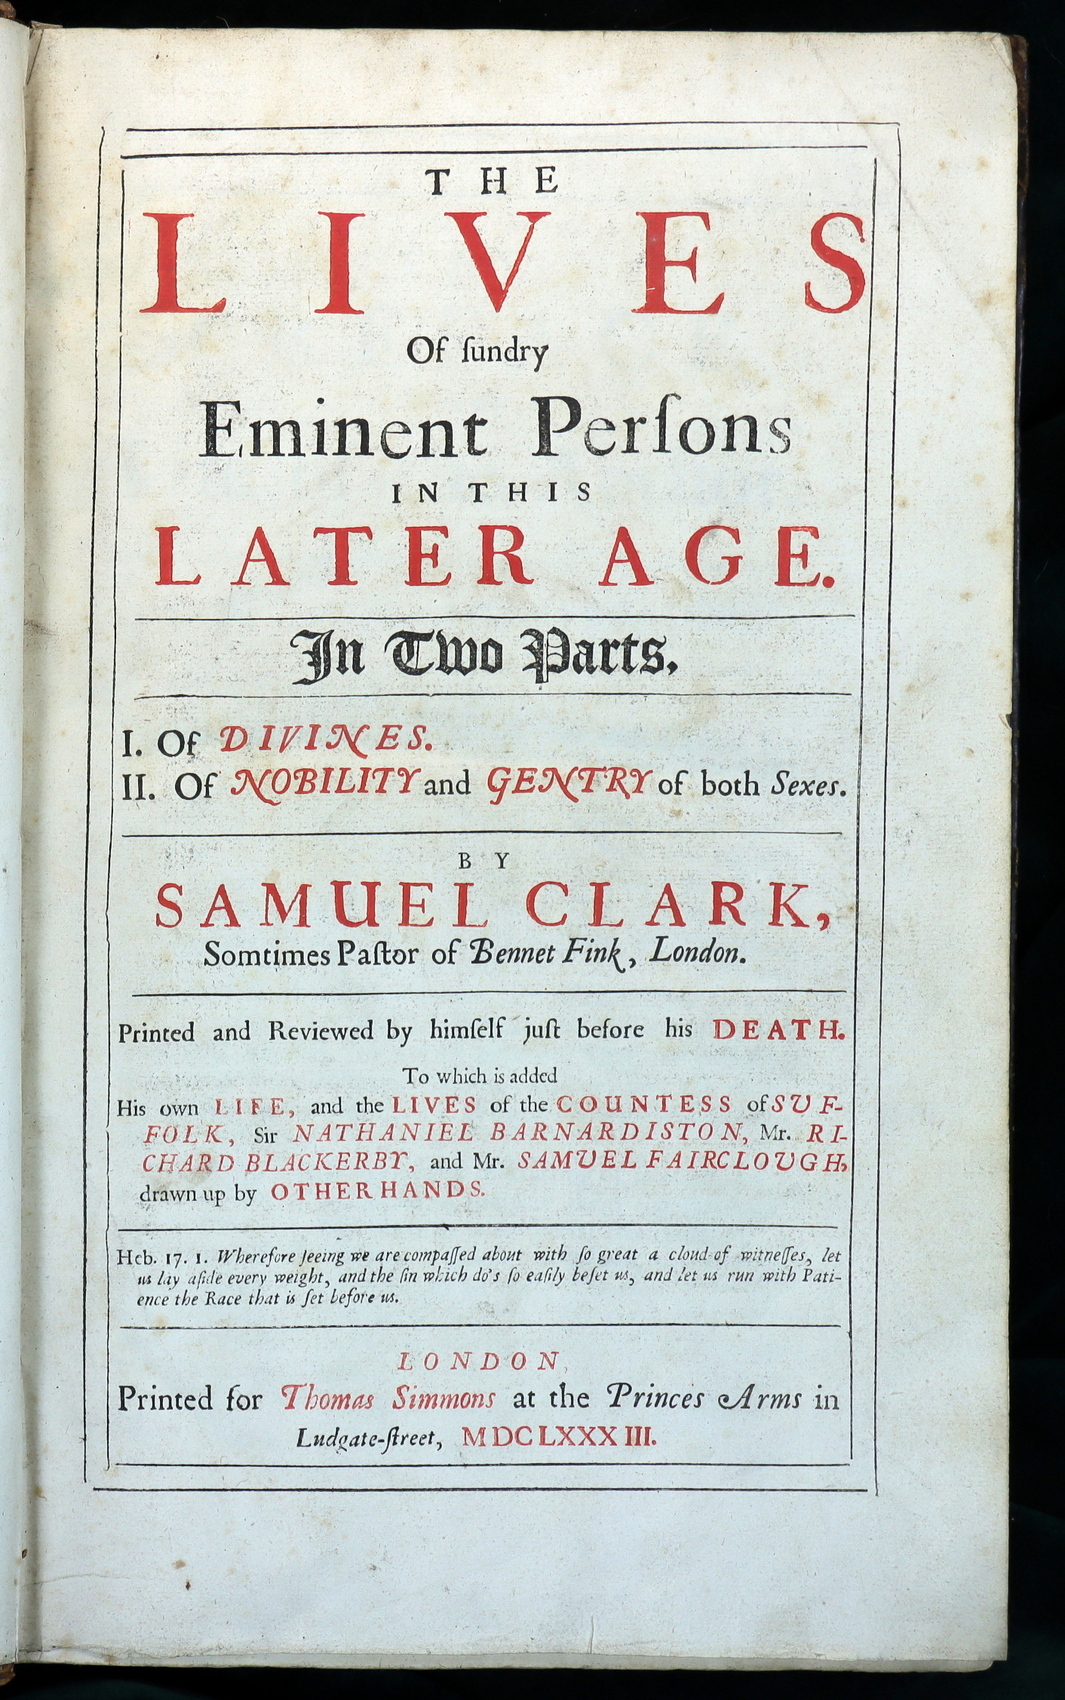 THE
LIVES
Of ſundry
Eminent Perſons
IN THIS
LATER AGE.
In Two Parts.
I. Of DIVINES.
II. Of NOBILITY and GENTRY of both Sexes.
BY
SAMUEL CLARK,
Somtimes Paſtor of Bennet Fink, London.
Printed and Reviewed by himſelf juſt before his DEATH.
To which is added
His own LIFE, and the LIVES of the COUNTESS of SUF-
FOLK, Sir NATHANIEL BARNARDISTON, Mr. RI-
CHARD BLACKERBY, and Mr. SAMUEL FAIRCLOUGH,
drawn up by OTHER HANDS.
Heb. 17. 1. Wherefore ſeeing we are compaſſed about with ſo great a cloud of witneſſes, let
us lay aſide every weight, and the ſin which do's ſo eaſily beſet us, and let us run with Pati-
ence the Race that is ſet before us.
LONDON,
Printed for Thomas Simmons at the Princes Arms in
Ludgate-ſtreet, MDCLXXXIII.